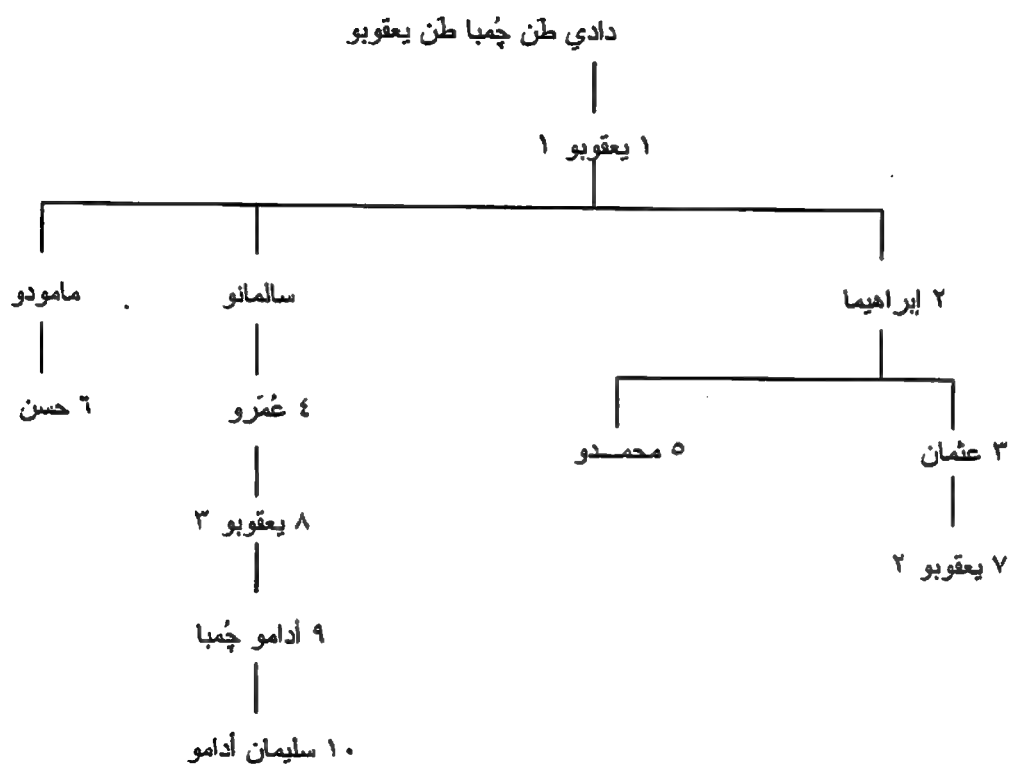 دادي طَن جُمبا طَن يعقوبو
١ يعقوبو ١
٢ إبراهيما
سالمانو
مامودو
٤ عُمَرو
٦ حسن
٣ عثمان
٥ محمدو
٨ يعقوبو ٣
٧ يعقوبو ٢
٩ أدامو جُمبا
١٠ سليمان أدامو